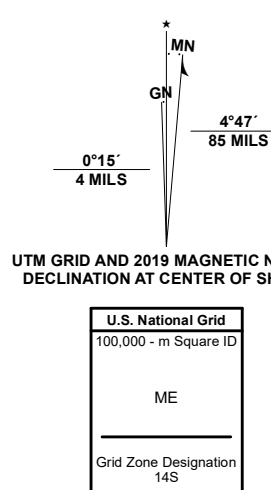 ★
MN
GN
4°47´
85 MILS
0°15´
4 MILS
UTM GRID AND 2019 MAGNETIC
DECLINATION AT CENTER OF
U.S. National Grid
100,000 - m Square ID
ME
Grid Zone Designation
14S